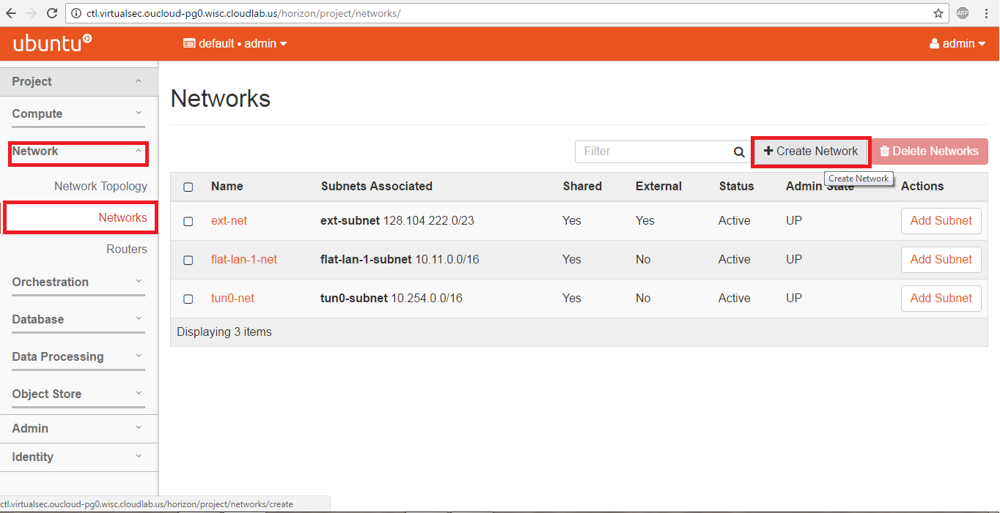 ctl.virtualsec.oucloud-pg0.wisc.cloudlab.us/horizon/project/networks/
ABP
ubuntu
default • admin
admin
Project
Compute
Network
Network Topology
Networks
Routers
Orchestration
Database
Data Processing
Object Store
Admin
Identity
Networks
Filter
Create Network
Delete Networks
Create Network
Name Subnets Associated Shared External Status Admin State Actions
ext-net ext-subnet 128.104.222.0/23 Yes Yes Active UP Add Subnet
flat-lan-1-net flat-lan-1-subnet 10.11.0.0/16 Yes No Active UP Add Subnet
tun0-net tun0-subnet 10.254.0.0/16 Yes No Active UP Add Subnet
Displaying 3 items
ctl.virtualsec.oucloud-pg0.wisc.cloudlab.us/horizon/project/networks/create